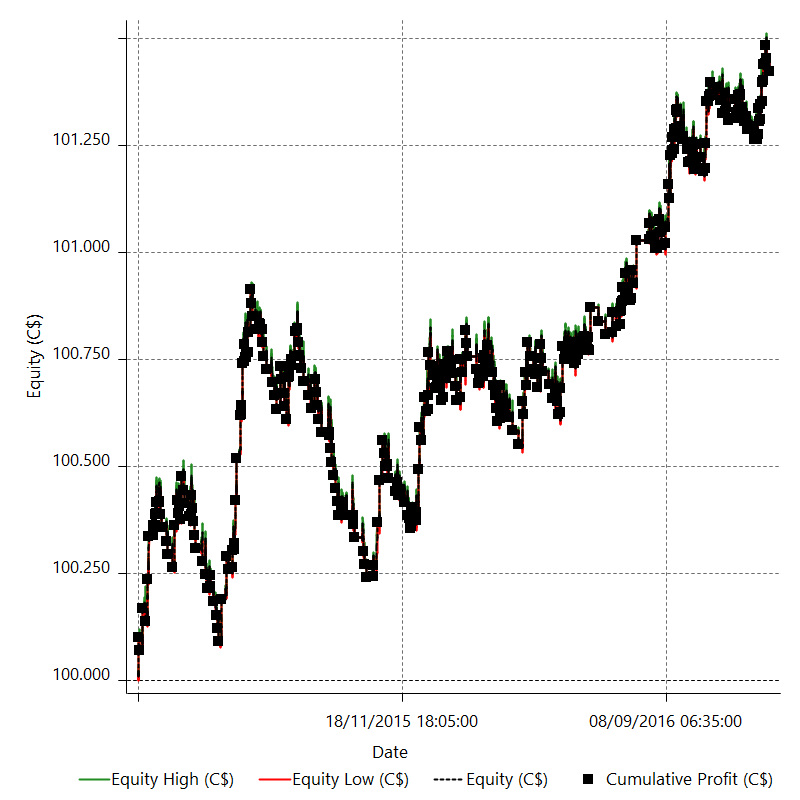 101.250
101.000
100.750
100.500
100.250
100.000
Equity (C$)
18/11/2015 18:05:00 08/09/2016 06:35:00
Date
Equity High (C$) Equity Low (C$) Equity (C$) Cumulative Profit (C$)